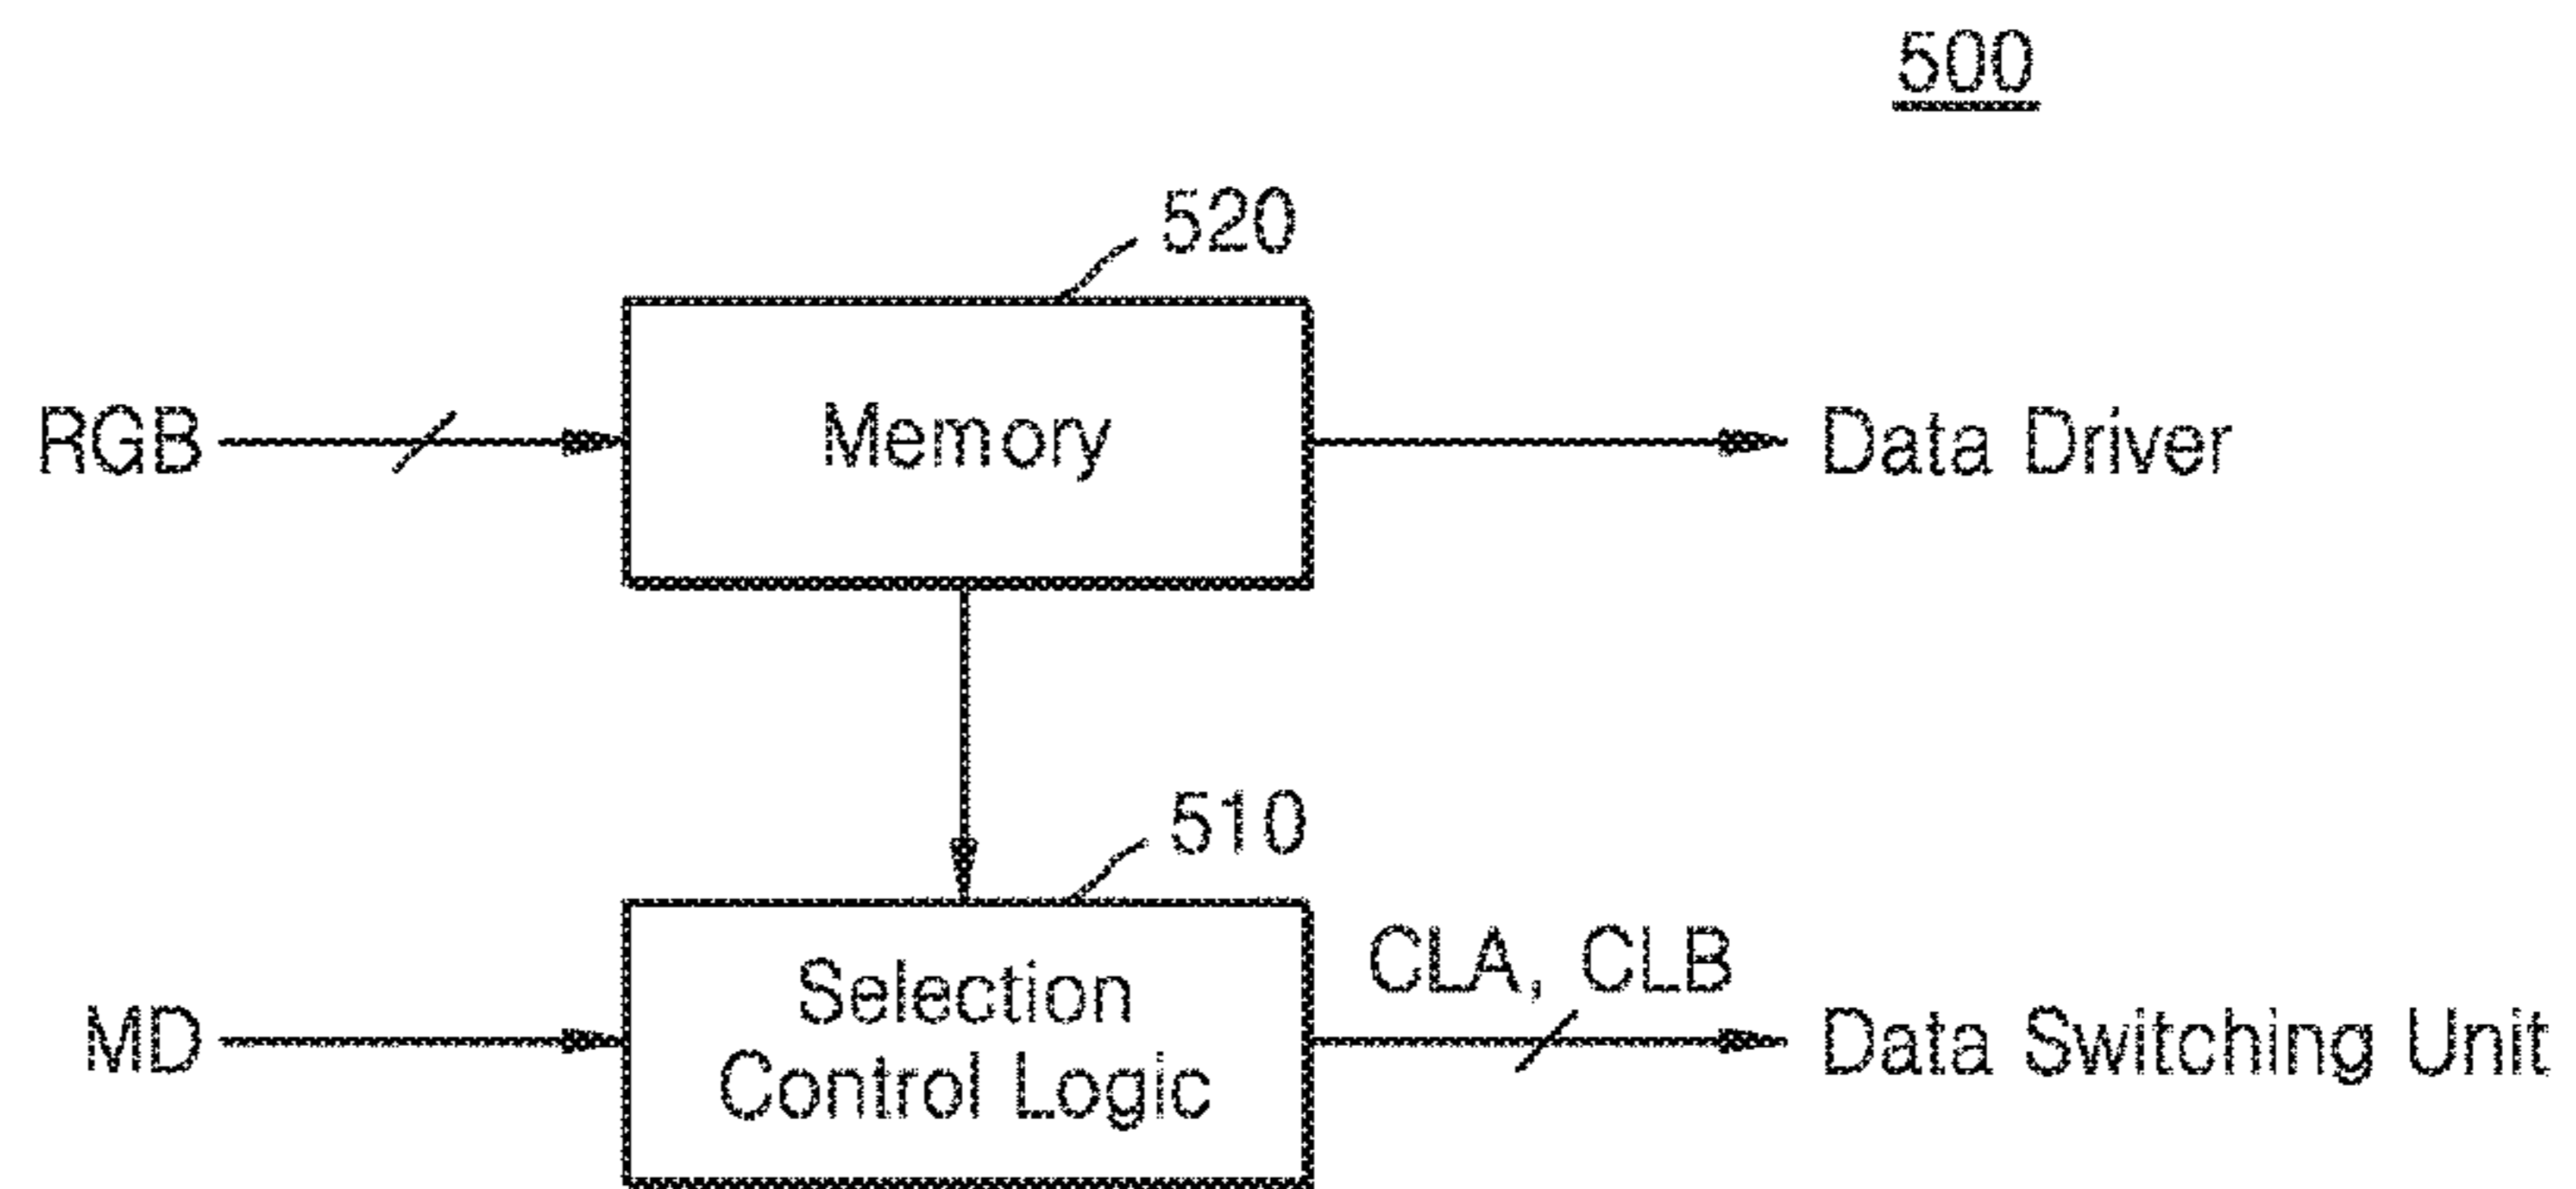 500
520
RGB
Memory
Data Driver
510
CLA, CLB
MD
Selection
Control Logic
Data Switching Unit